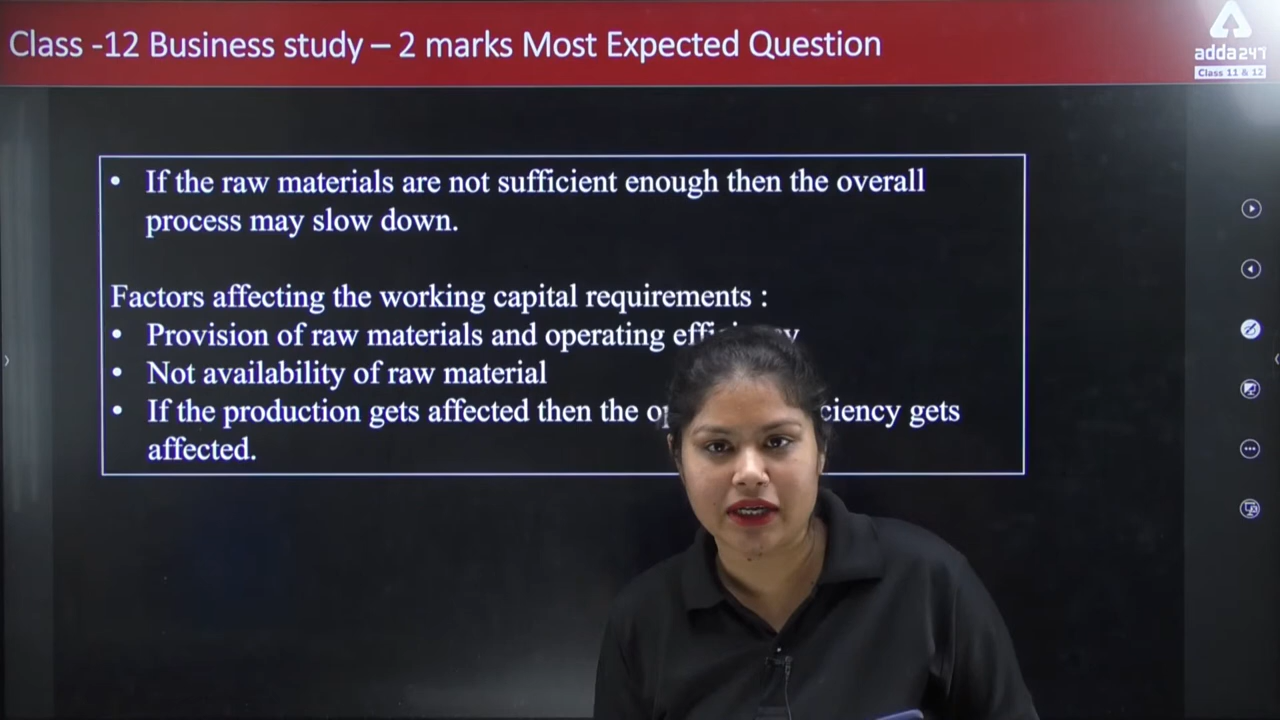 Class -12 Business study – 2 marks Most Expected Question
adda247
Class 11 & 12
• If the raw materials are not sufficient enough then the overall
process may slow down.
Factors affecting the working capital requirements :
• Provision of raw materials and operating
• Not availability of raw material
• If the production gets affected then the gets
affected.